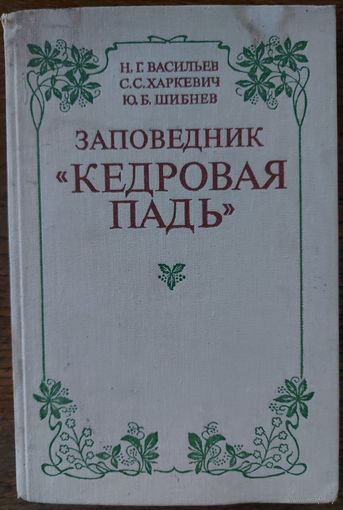 Н. Г. ВАСИЛЬЕВ
С. С. ХАРКЕВИЧ
Ю. Б. ШИБНЕВ
ЗАПОВЕДНИК
«КЕДРОВАЯ
ПАДЬ»